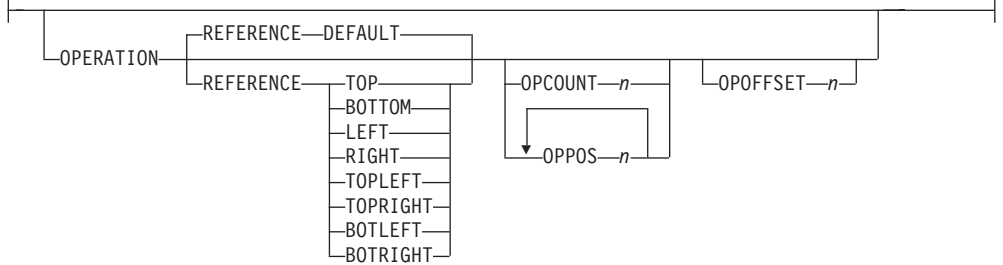 REFERENCE DEFAULT
OPERATION
REFERENCE TOP OPCOUNT n OPOFFSET n
BOTTOM
LEFT
RIGHT OPPOS n
TOPLEFT
TOPRIGHT
BOTLEFT
BOTRIGHT